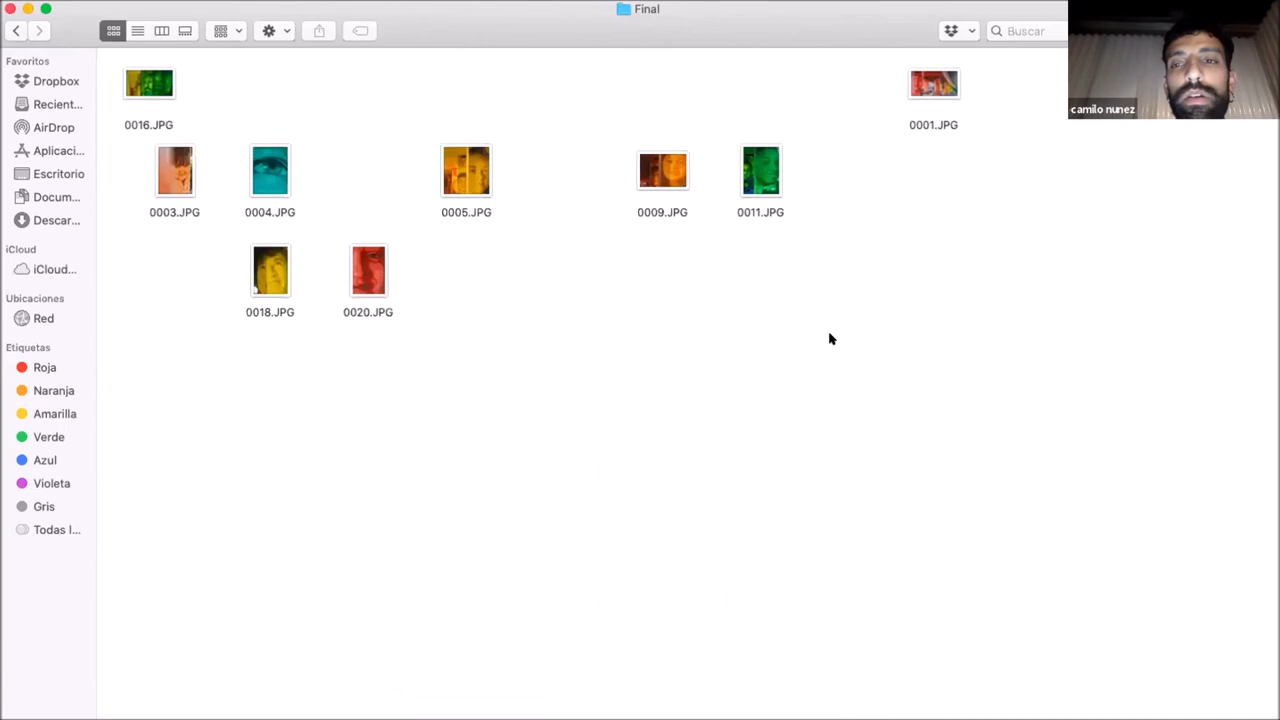 Final
Buscar
camilo nunez
Favoritos
Dropbox
Recient...
AirDrop
Aplicaci...
Escritorio
Docum...
Descar...
iCloud
iCloud...
Ubicaciones
Red
Etiquetas
Roja
Naranja
Amarilla
Verde
Azul
Violeta
Gris
Todas l...
0016.JPG
0001.JPG
0003.JPG
0004.JPG
0005.JPG
0009.JPG
0011.JPG
0018.JPG
0020.JPG